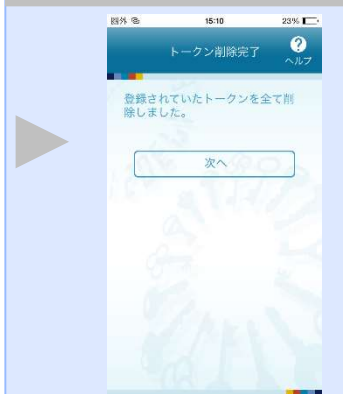 圏外
15:10
23%
トークン削除完了
?
ヘルプ
登録されていたトークンを全て削
除しました。
次へ